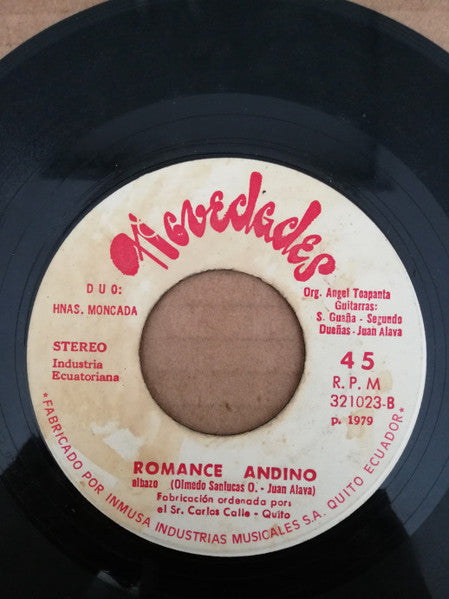 Novedades
DUO:
HNAS. MONCADA
STEREO
Industria
Ecuatoriana
Org. Angel Toapanta
Guitarras:
S. Guaña - Segundo
Dueñas - Juan Alava
45
R.P.M
321023-B
p. 1979
ROMANCE ANDINO
albazo (Olmedo Sanlucas O. - Juan Alava)
Fabricación ordenada por:
el Sr. Carlos Calle - Quito
*FABRICADO POR INMUSA INDUSTRIAS MUSICALES S.A. QUITO ECUADOR*